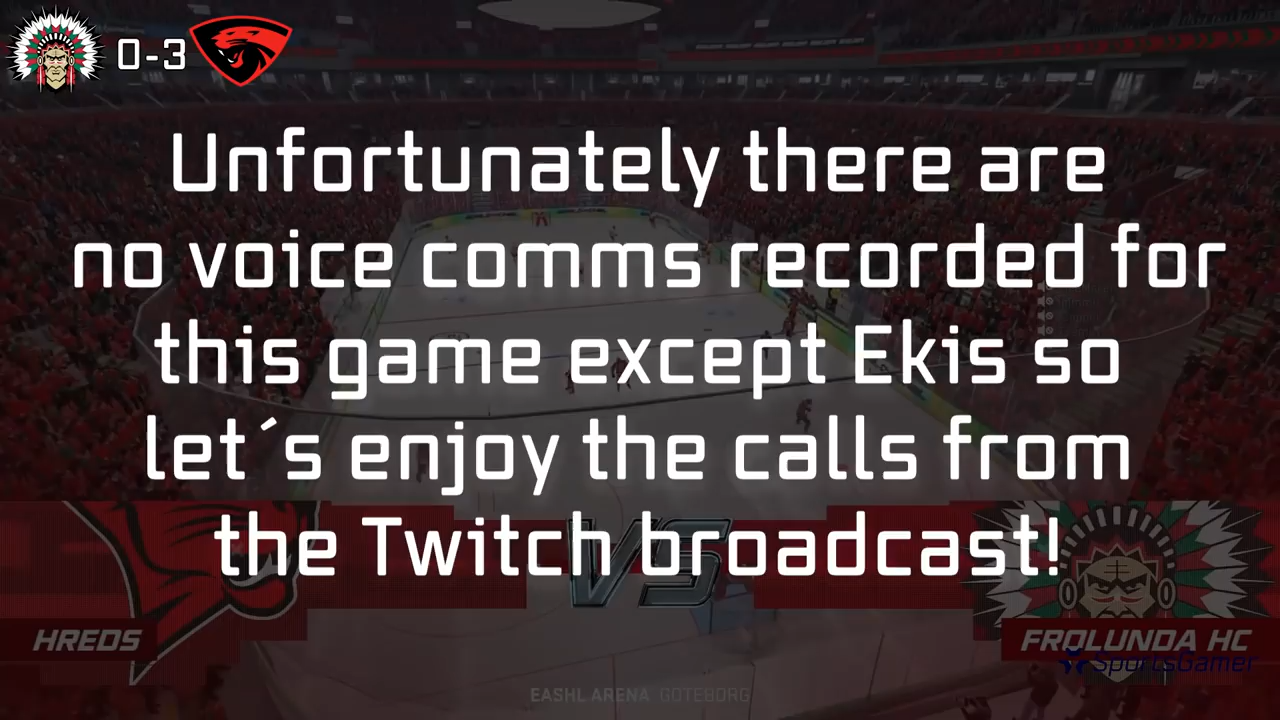 0-3
Unfortunately there are
no voice comms recorded for
this game except Ekis so
let´s enjoy the calls from
the Twitch broadcast!
VS
HREDS
FROLUNDA HC
SportsGamer
EASHL ARENA GOTEBORG